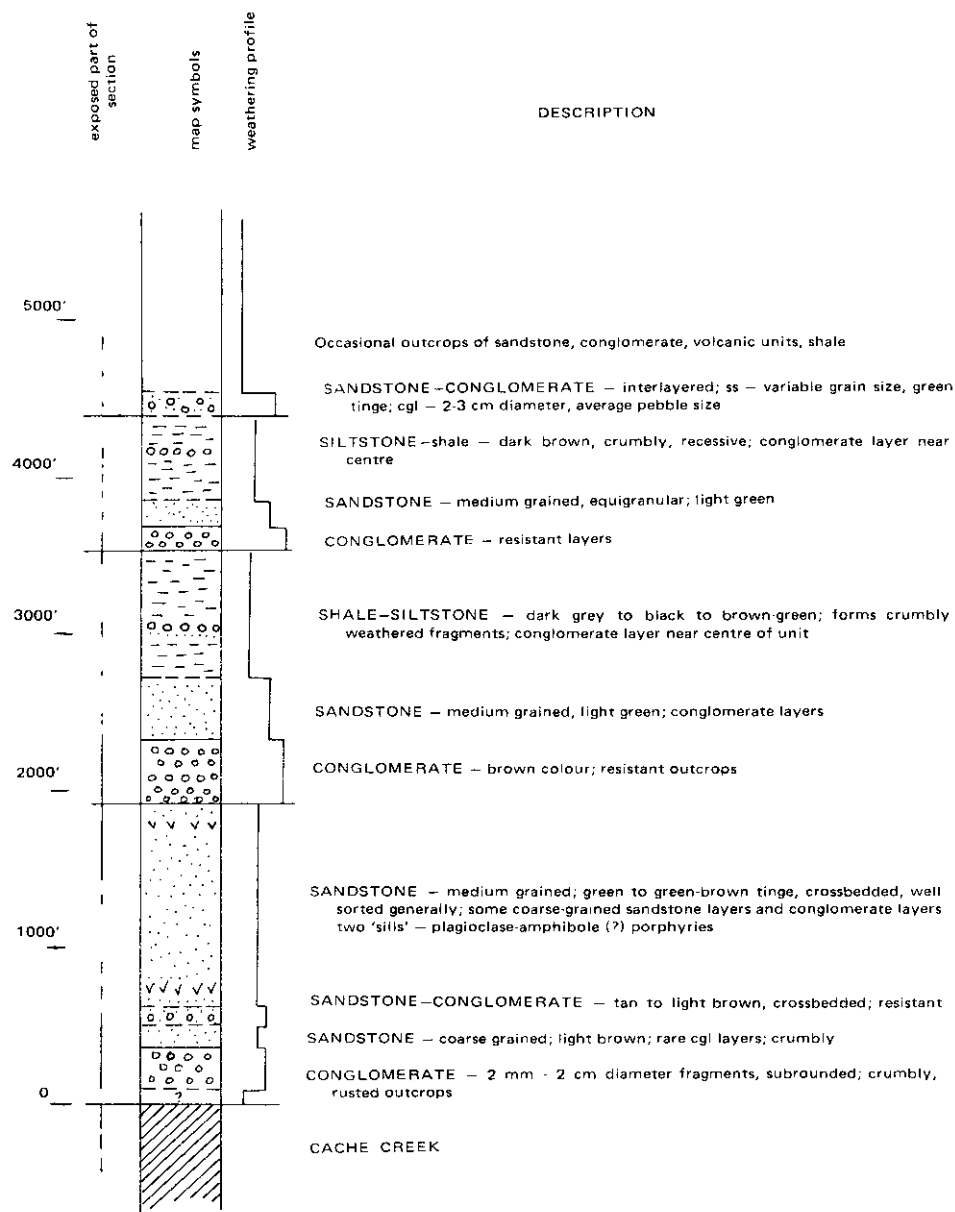 exposed part of
section
map symbols
weathering profile
DESCRIPTION
5000'
Occasional outcrops of sandstone, conglomerate, volcanic units, shale
SANDSTONE–CONGLOMERATE – interlayered; ss – variable grain size, green
tinge; cgl – 2-3 cm diameter, average pebble size
SILTSTONE–shale – dark brown, crumbly, recessive; conglomerate layer near
centre
4000'
SANDSTONE – medium grained, equigranular; light green
CONGLOMERATE – resistant layers
3000'
SHALE–SILTSTONE – dark grey to black to brown-green; forms crumbly
weathered fragments; conglomerate layer near centre of unit
SANDSTONE – medium grained, light green; conglomerate layers
2000'
CONGLOMERATE – brown colour; resistant outcrops
SANDSTONE – medium grained; green to green-brown tinge, crossbedded, well
sorted generally; some coarse-grained sandstone layers and conglomerate layers
two 'sills' – plagioclase-amphibole (?) porphyries
1000'
SANDSTONE–CONGLOMERATE – tan to light brown, crossbedded; resistant
SANDSTONE – coarse grained; light brown; rare cgl layers; crumbly
CONGLOMERATE – 2 mm - 2 cm diameter fragments, subrounded; crumbly,
rusted outcrops
?
0
CACHE CREEK